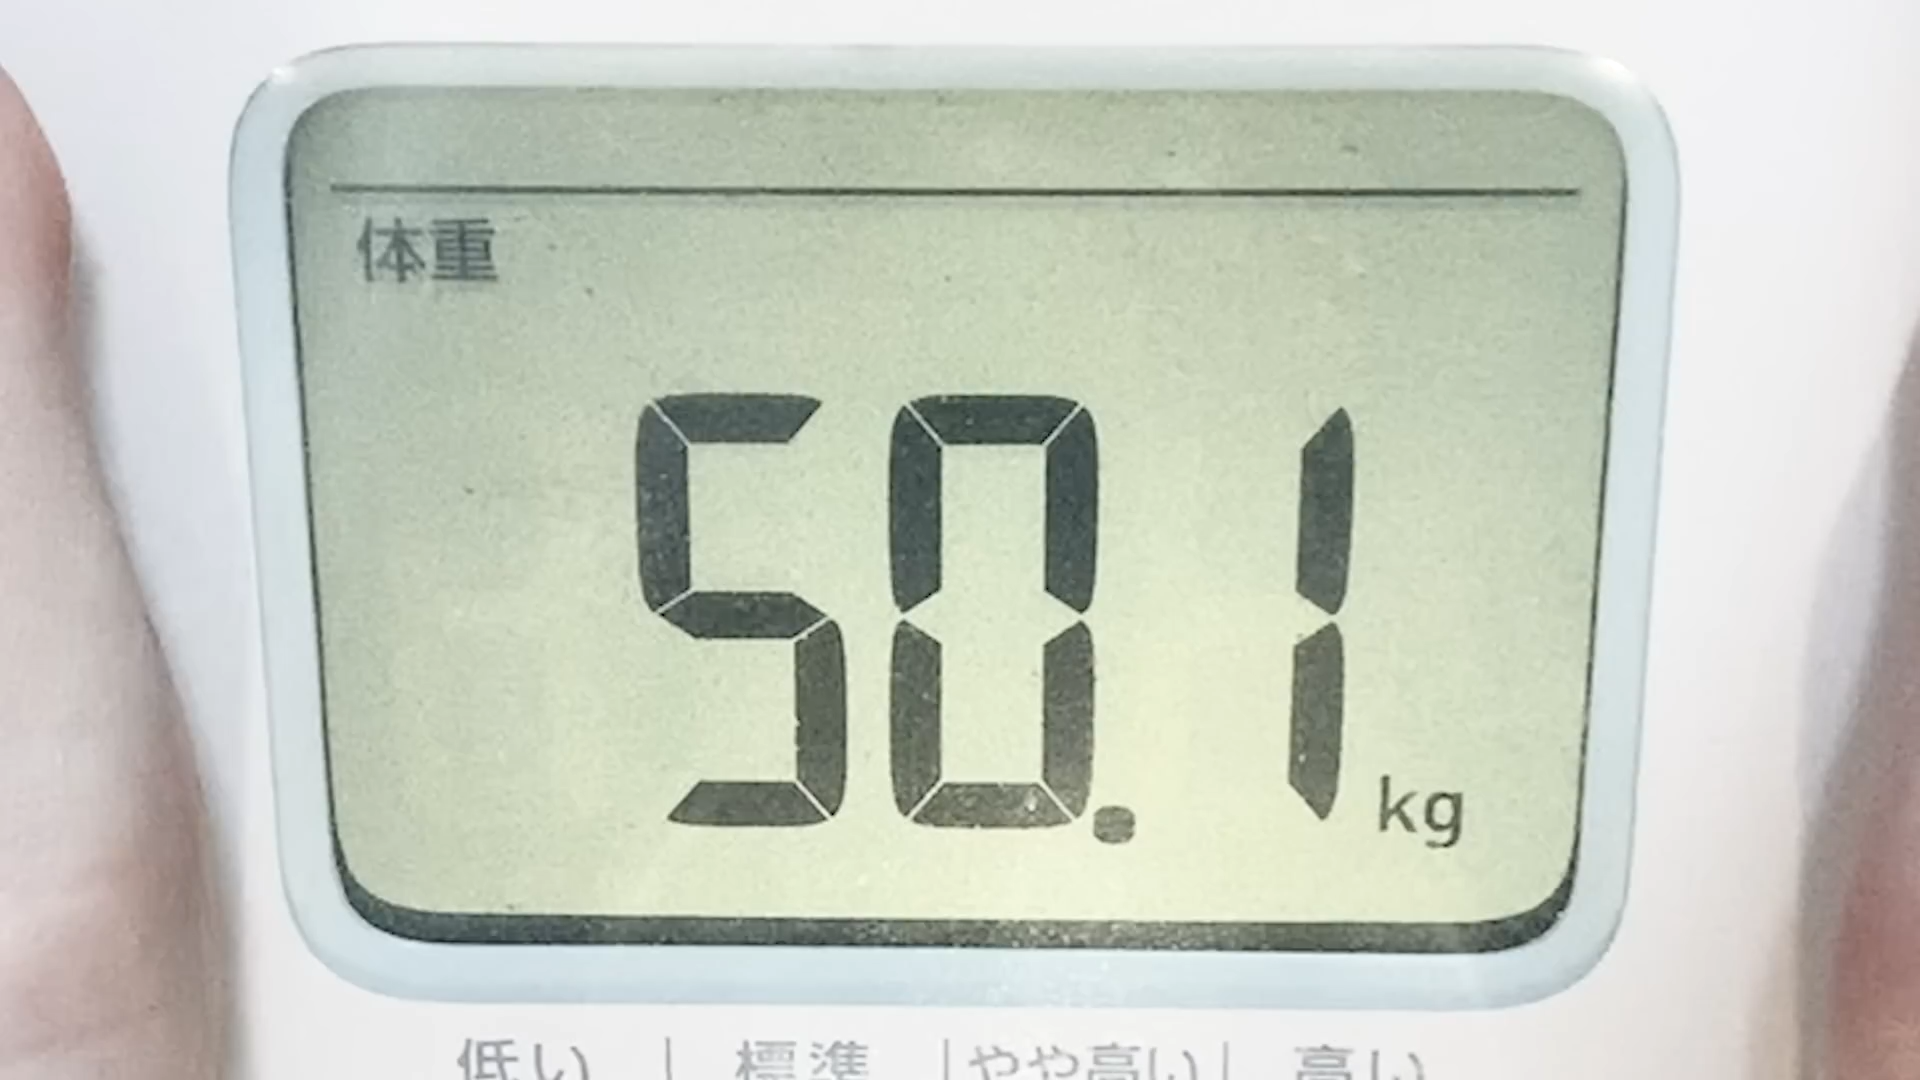 体重
50.1 kg
低い | 標準 | やや高い | 高い